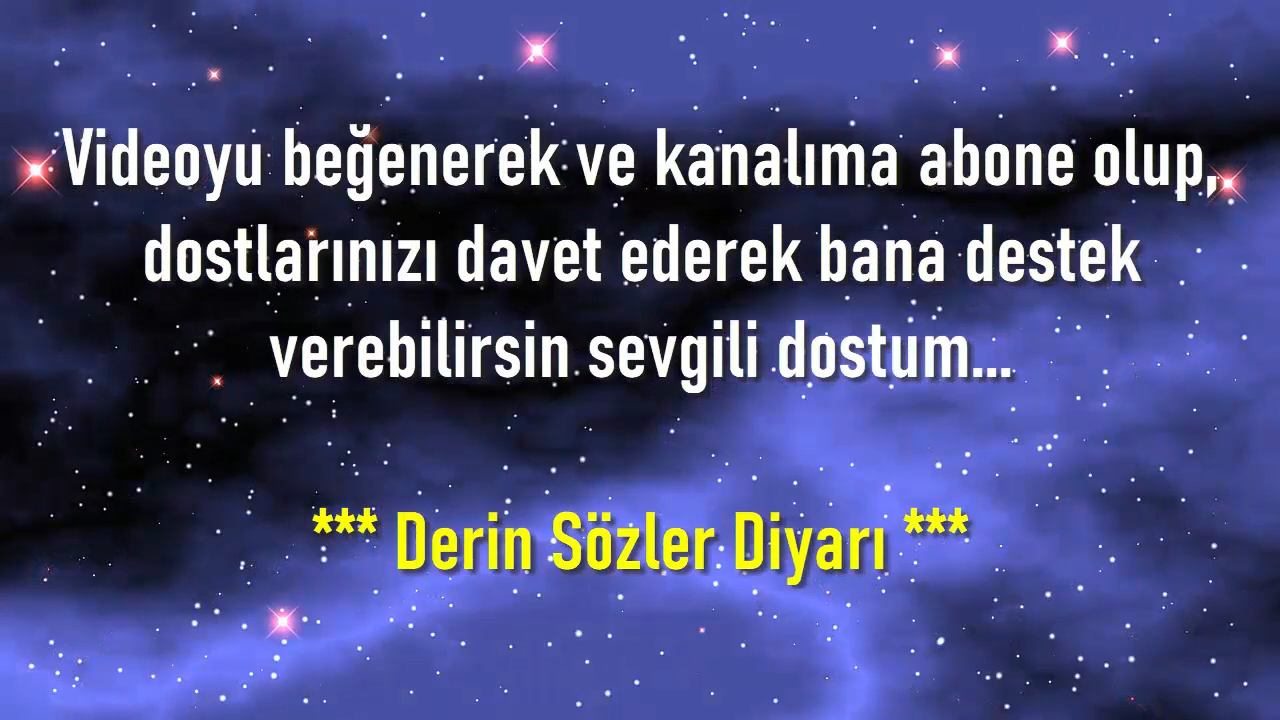 Videoyu beğenerek ve kanalıma abone olup,
dostlarınızı davet ederek bana destek
verebilirsin sevgili dostum...
*** Derin Sözler Diyarı ***